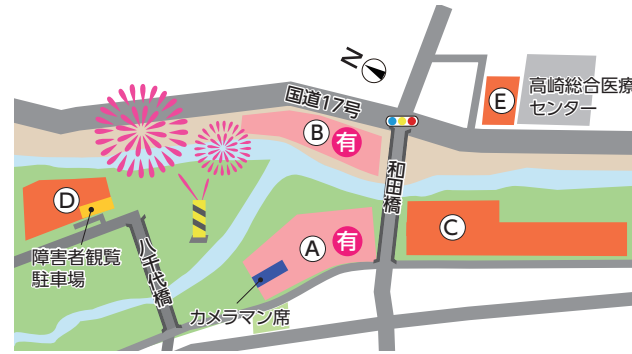 N
国道17号
B
有
E
高崎総合医療
センター
和田橋
D
障害者観覧
駐車場
八千代橋
A
有
C
カメラマン席